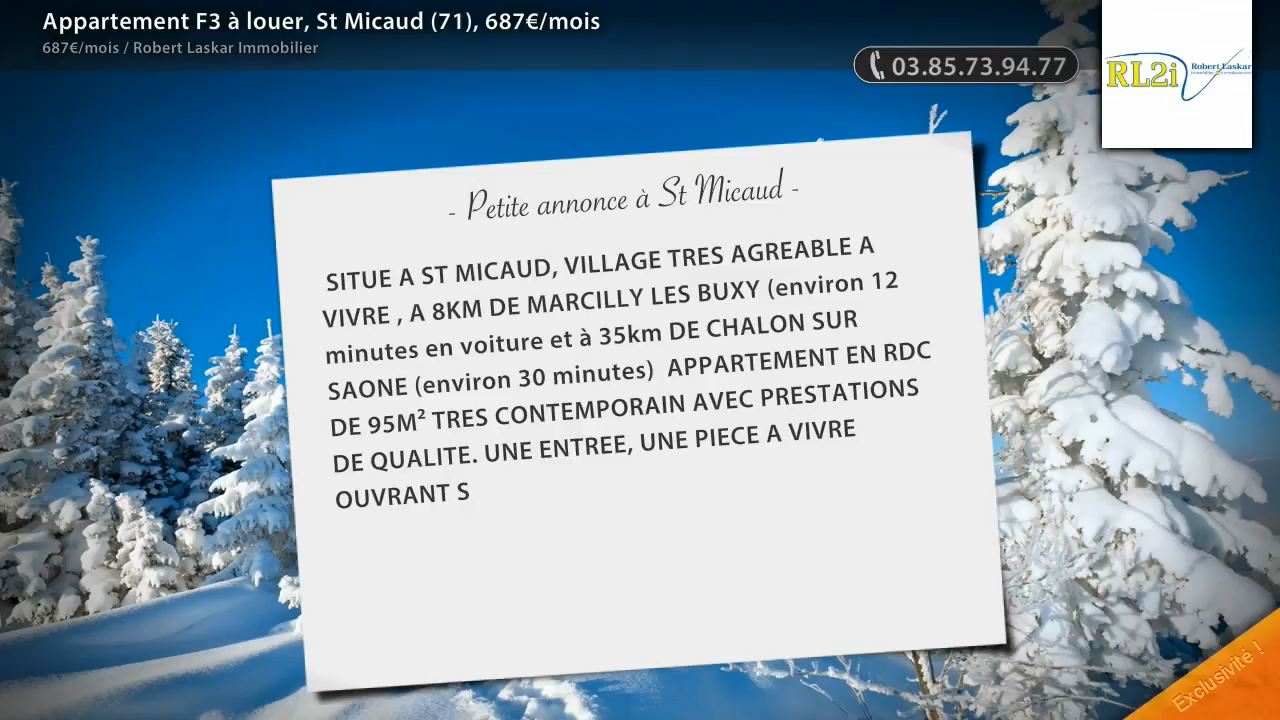 Appartement F3 à louer, St Micaud (71), 687€/mois
687€/mois / Robert Laskar Immobilier
03.85.73.94.77
RL2i
Robert Laskar
- Petite annonce à St Micaud -
SITUE A ST MICAUD, VILLAGE TRES AGREABLE A
VIVRE , A 8KM DE MARCILLY LES BUXY (environ 12
minutes en voiture et à 35km DE CHALON SUR
SAONE (environ 30 minutes) APPARTEMENT EN RDC
DE 95M² TRES CONTEMPORAIN AVEC PRESTATIONS
DE QUALITE. UNE ENTREE, UNE PIECE A VIVRE
OUVRANT S
Exclusivité !